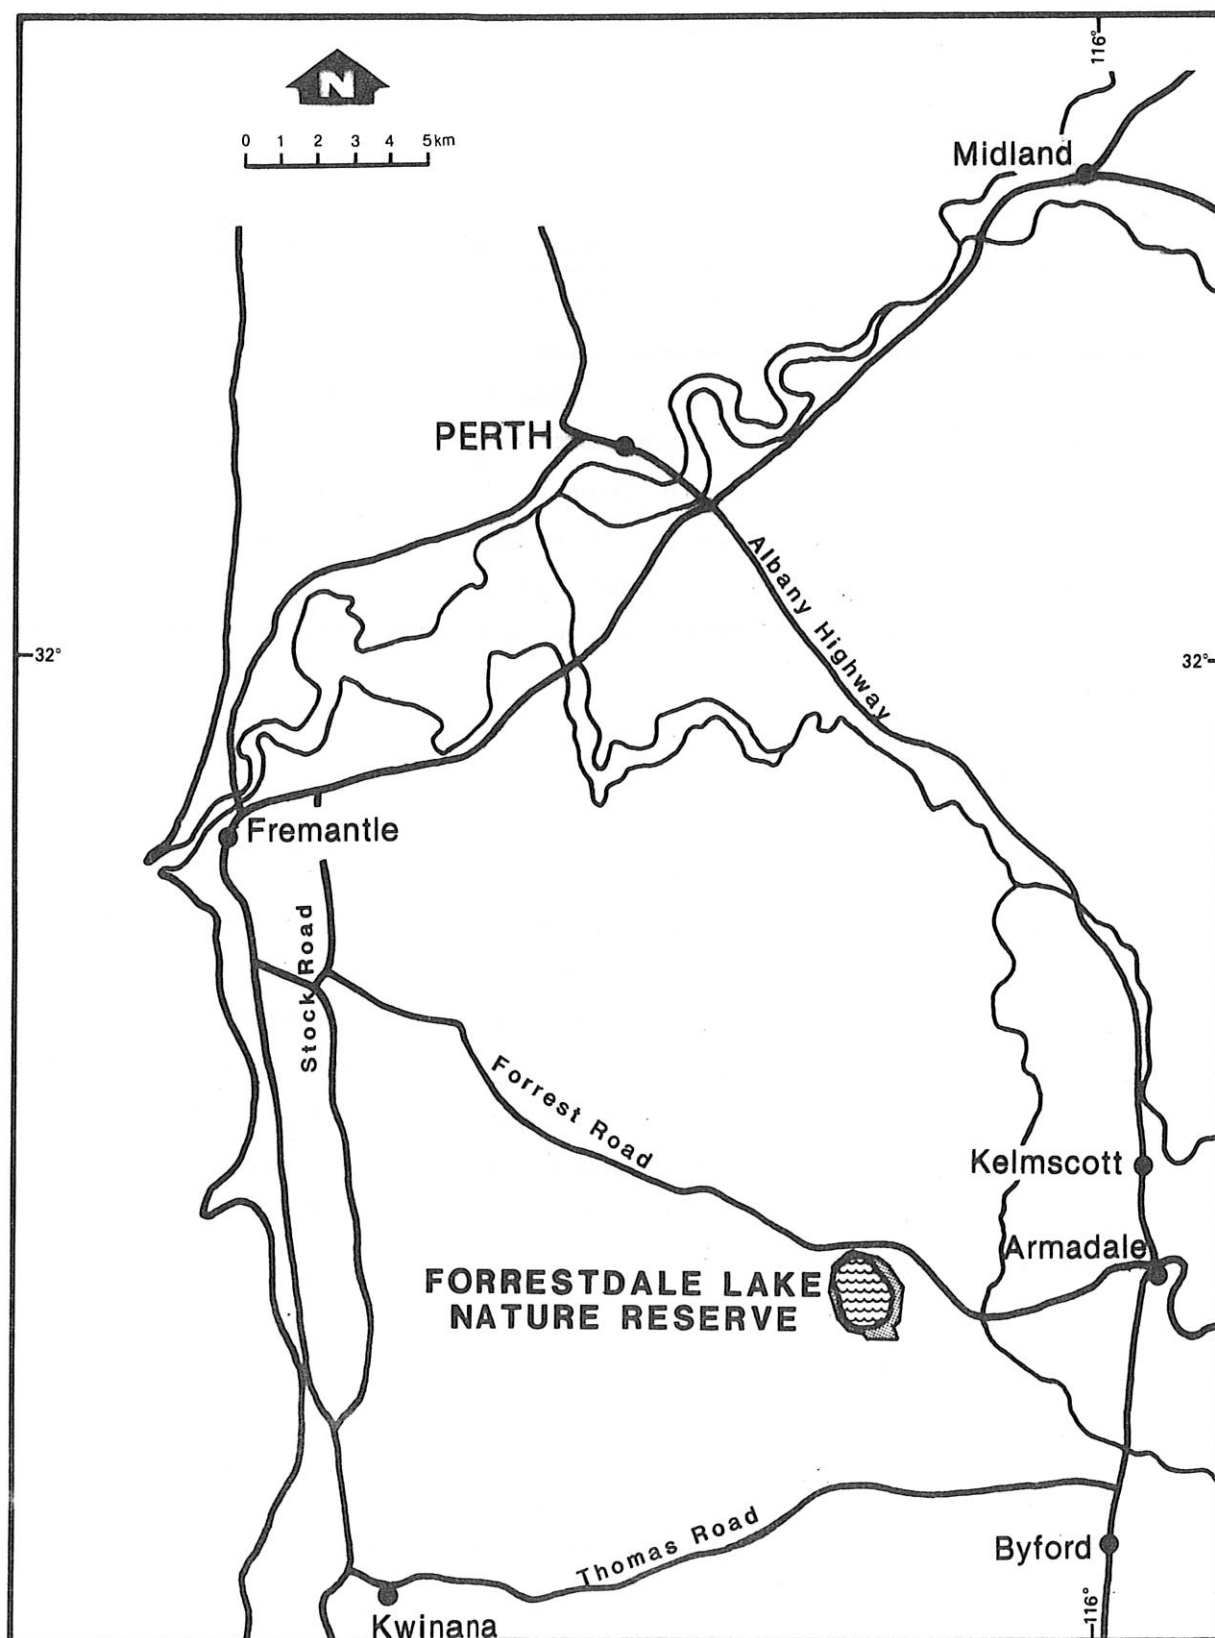 116°
N
0 1 2 3 4 5km
Midland
PERTH
Albany Highway
32°
32°
Fremantle
Stock Road
Forrest Road
Kelmscott
Armadale
FORRESTDALE LAKE
NATURE RESERVE
Thomas Road
Byford
116°
Kwinana